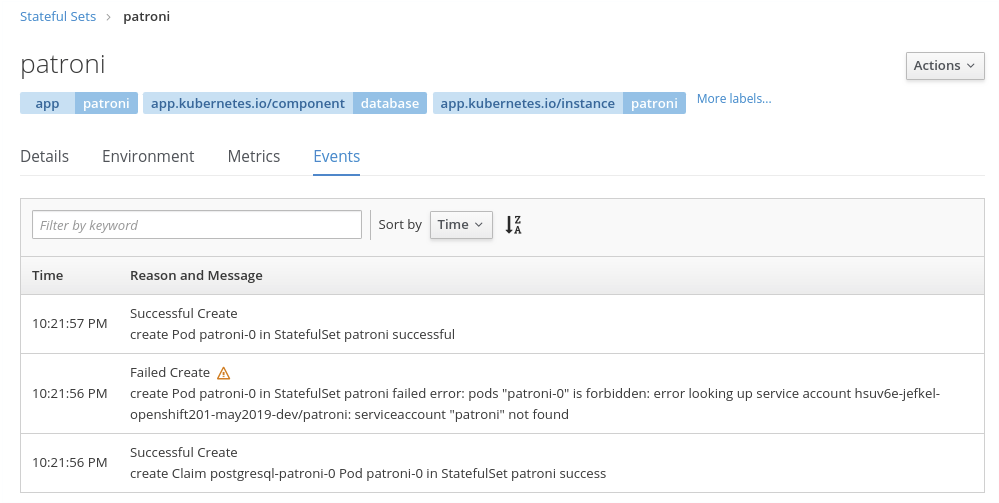 Stateful Sets > patroni
patroni
Actions
app patroni app.kubernetes.io/component database app.kubernetes.io/instance patroni More labels...
Details Environment Metrics Events
Filter by keyword Sort by Time
Time Reason and Message
10:21:57 PM Successful Create
create Pod patroni-0 in StatefulSet patroni successful
10:21:56 PM Failed Create
create Pod patroni-0 in StatefulSet patroni failed error: pods "patroni-0" is forbidden: error looking up service account hsuv6e-jefkel-
openshift201-may2019-dev/patroni: serviceaccount "patroni" not found
10:21:56 PM Successful Create
create Claim postgresql-patroni-0 Pod patroni-0 in StatefulSet patroni success